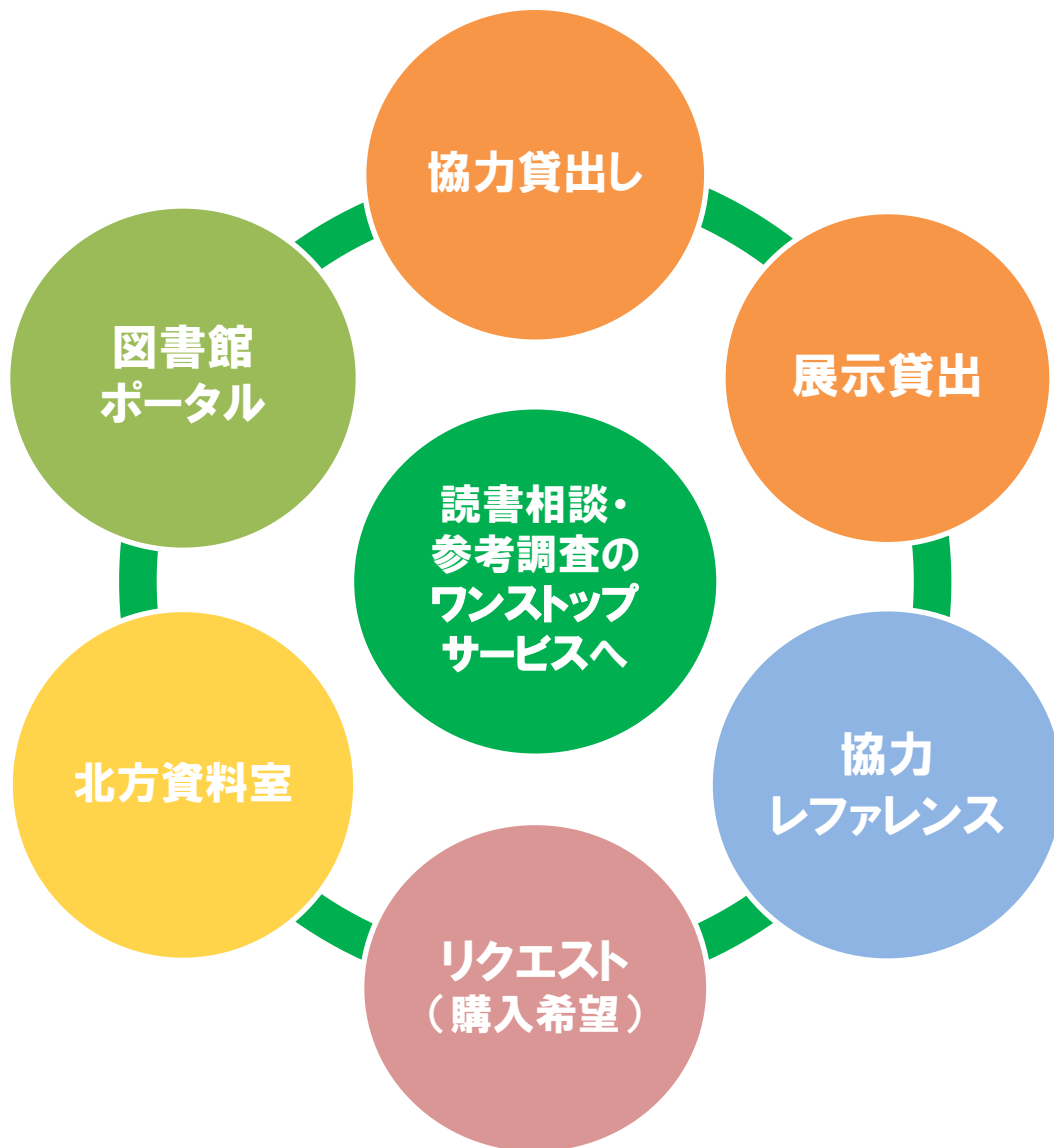 協力貸出し
展示貸出
協力
レファレンス
リクエスト
（購入希望）
北方資料室
図書館
ポータル
読書相談・
参考調査の
ワンストップ
サービスへ